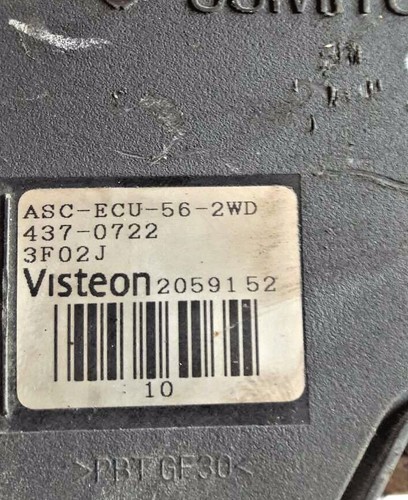 ASC-ECU-56-2WD
437-0722
3F02J
Visteon 2059152
10
>PBT GF30<